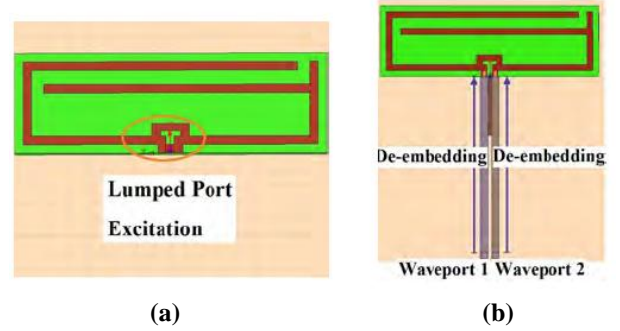 Lumped Port
Excitation
De-embedding De-embedding
Waveport 1 Waveport 2
(a)
(b)